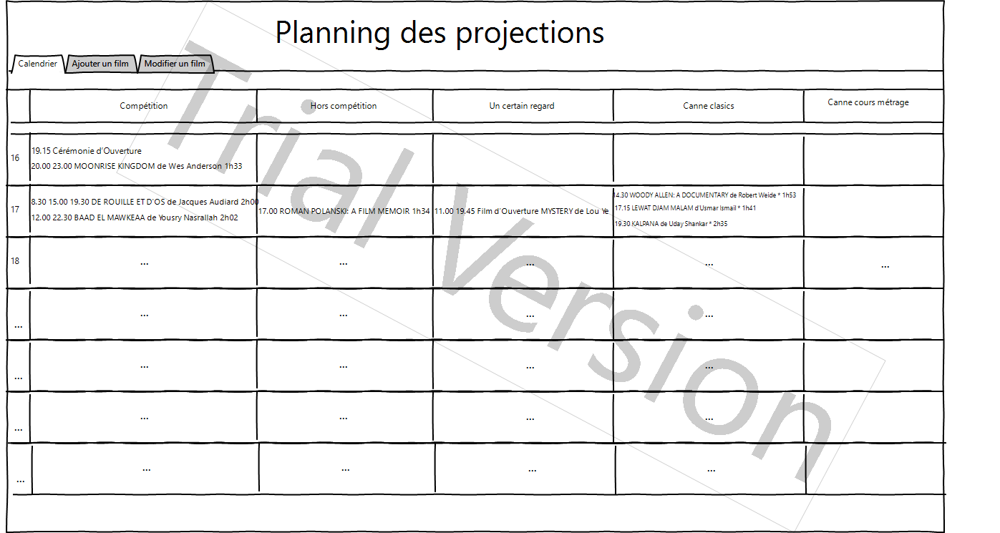 Planning des projections
Calendrier
Ajouter un film
Modifier un film
Compétition
Hors compétition
Un certain regard
Canne clasics
Canne cours métrage
16
19.15 Cérémonie d'Ouverture
20.00 23.00 MOONRISE KINGDOM de Wes Anderson 1h33
17
8.30 15.00 19.30 DE ROUILLE ET D'OS de Jacques Audiard 2h00
12.00 22.30 BAAD EL MAWKEAA de Yousry Nasrallah 2h02
17.00 ROMAN POLANSKI: A FILM MEMOIR 1h34
11.00 19.45 Film d'Ouverture MYSTERY de Lou Ye
14.30 WOODY ALLEN: A DOCUMENTARY de Robert Weide * 1h53
17.15 LEWAT DJAM MALAM d'Usmar Ismail * 1h41
19.30 KALPANA de Uday Shankar * 2h35
18
... ... ... ... ...
... ... ... ... ...
... ... ... ... ...
... ... ... ... ...
... ... ... ... ...
Trial Version